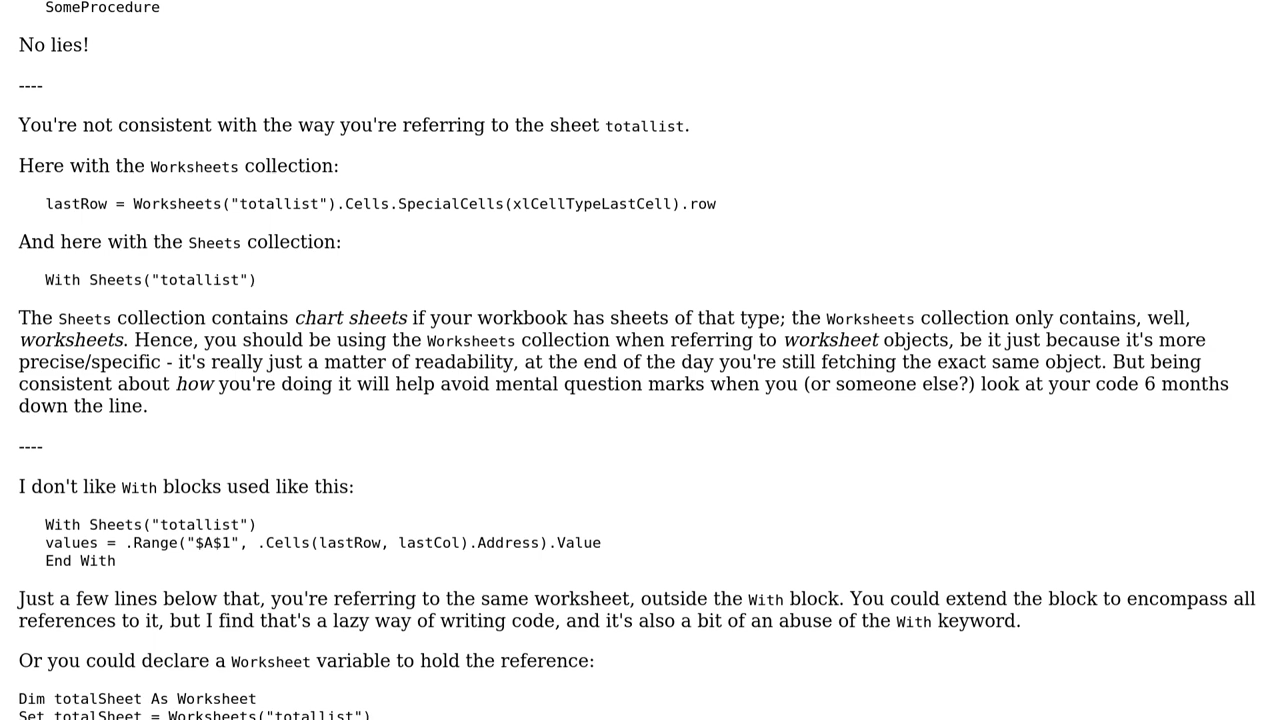 SomeProcedure
No lies!
----
You're not consistent with the way you're referring to the sheet totallist.
Here with the Worksheets collection:
lastRow = Worksheets("totallist").Cells.SpecialCells(xlCellTypeLastCell).row
And here with the Sheets collection:
With Sheets("totallist")
The Sheets collection contains chart sheets if your workbook has sheets of that type; the Worksheets collection only contains, well,
worksheets. Hence, you should be using the Worksheets collection when referring to worksheet objects, be it just because it's more
precise/specific - it's really just a matter of readability, at the end of the day you're still fetching the exact same object. But being
consistent about how you're doing it will help avoid mental question marks when you (or someone else?) look at your code 6 months
down the line.
----
I don't like With blocks used like this:
With Sheets("totallist")
values = .Range("$A$1", .Cells(lastRow, lastCol).Address).Value
End With
Just a few lines below that, you're referring to the same worksheet, outside the With block. You could extend the block to encompass all
references to it, but I find that's a lazy way of writing code, and it's also a bit of an abuse of the With keyword.
Or you could declare a Worksheet variable to hold the reference:
Dim totalSheet As Worksheet
Set totalSheet = Worksheets("totallist")